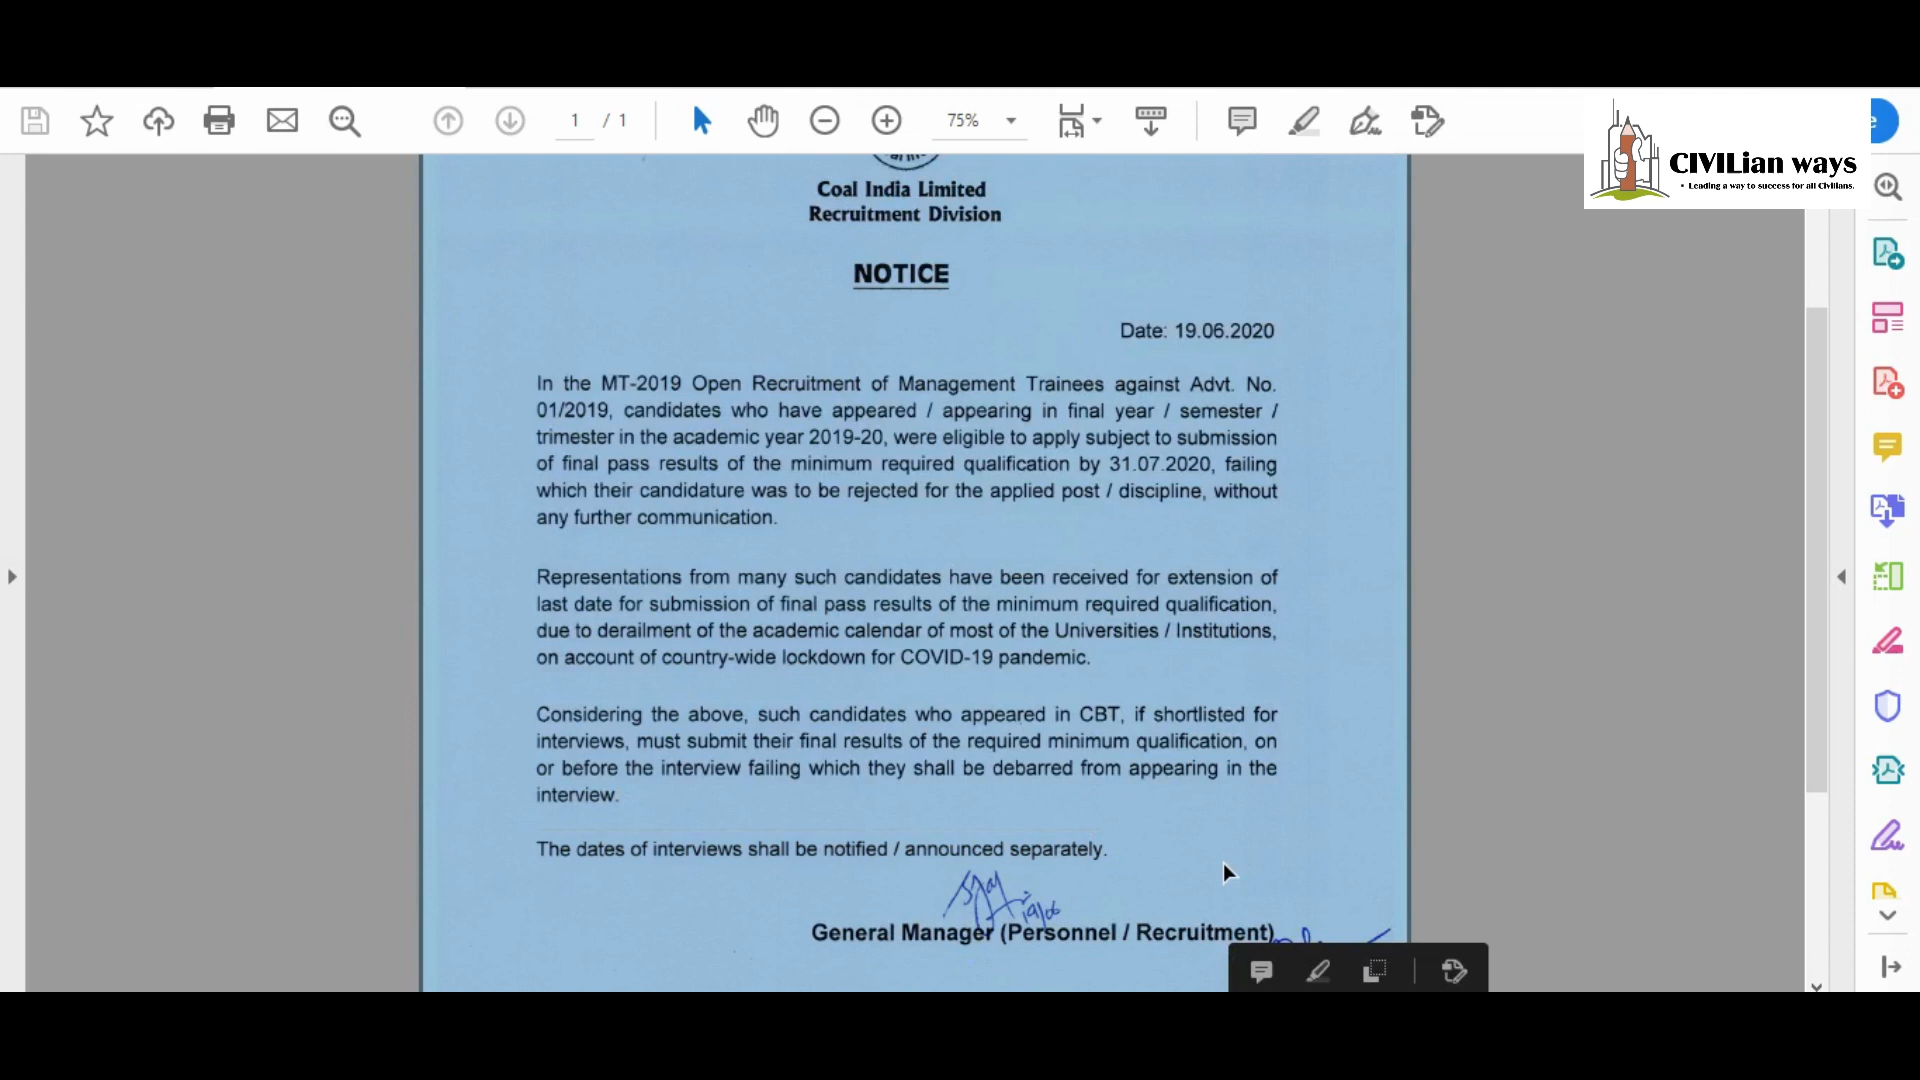 1 / 1
75%
CIVILian ways
• Leading a way to success for all Civilians.
Coal India Limited
Recruitment Division
NOTICE
Date: 19.06.2020
In the MT-2019 Open Recruitment of Management Trainees against Advt. No.
01/2019, candidates who have appeared / appearing in final year / semester /
trimester in the academic year 2019-20, were eligible to apply subject to submission
of final pass results of the minimum required qualification by 31.07.2020, failing
which their candidature was to be rejected for the applied post / discipline, without
any further communication.
Representations from many such candidates have been received for extension of
last date for submission of final pass results of the minimum required qualification,
due to derailment of the academic calendar of most of the Universities / Institutions,
on account of country-wide lockdown for COVID-19 pandemic.
Considering the above, such candidates who appeared in CBT, if shortlisted for
interviews, must submit their final results of the required minimum qualification, on
or before the interview failing which they shall be debarred from appearing in the
interview.
The dates of interviews shall be notified / announced separately.
19/06
General Manager (Personnel / Recruitment)